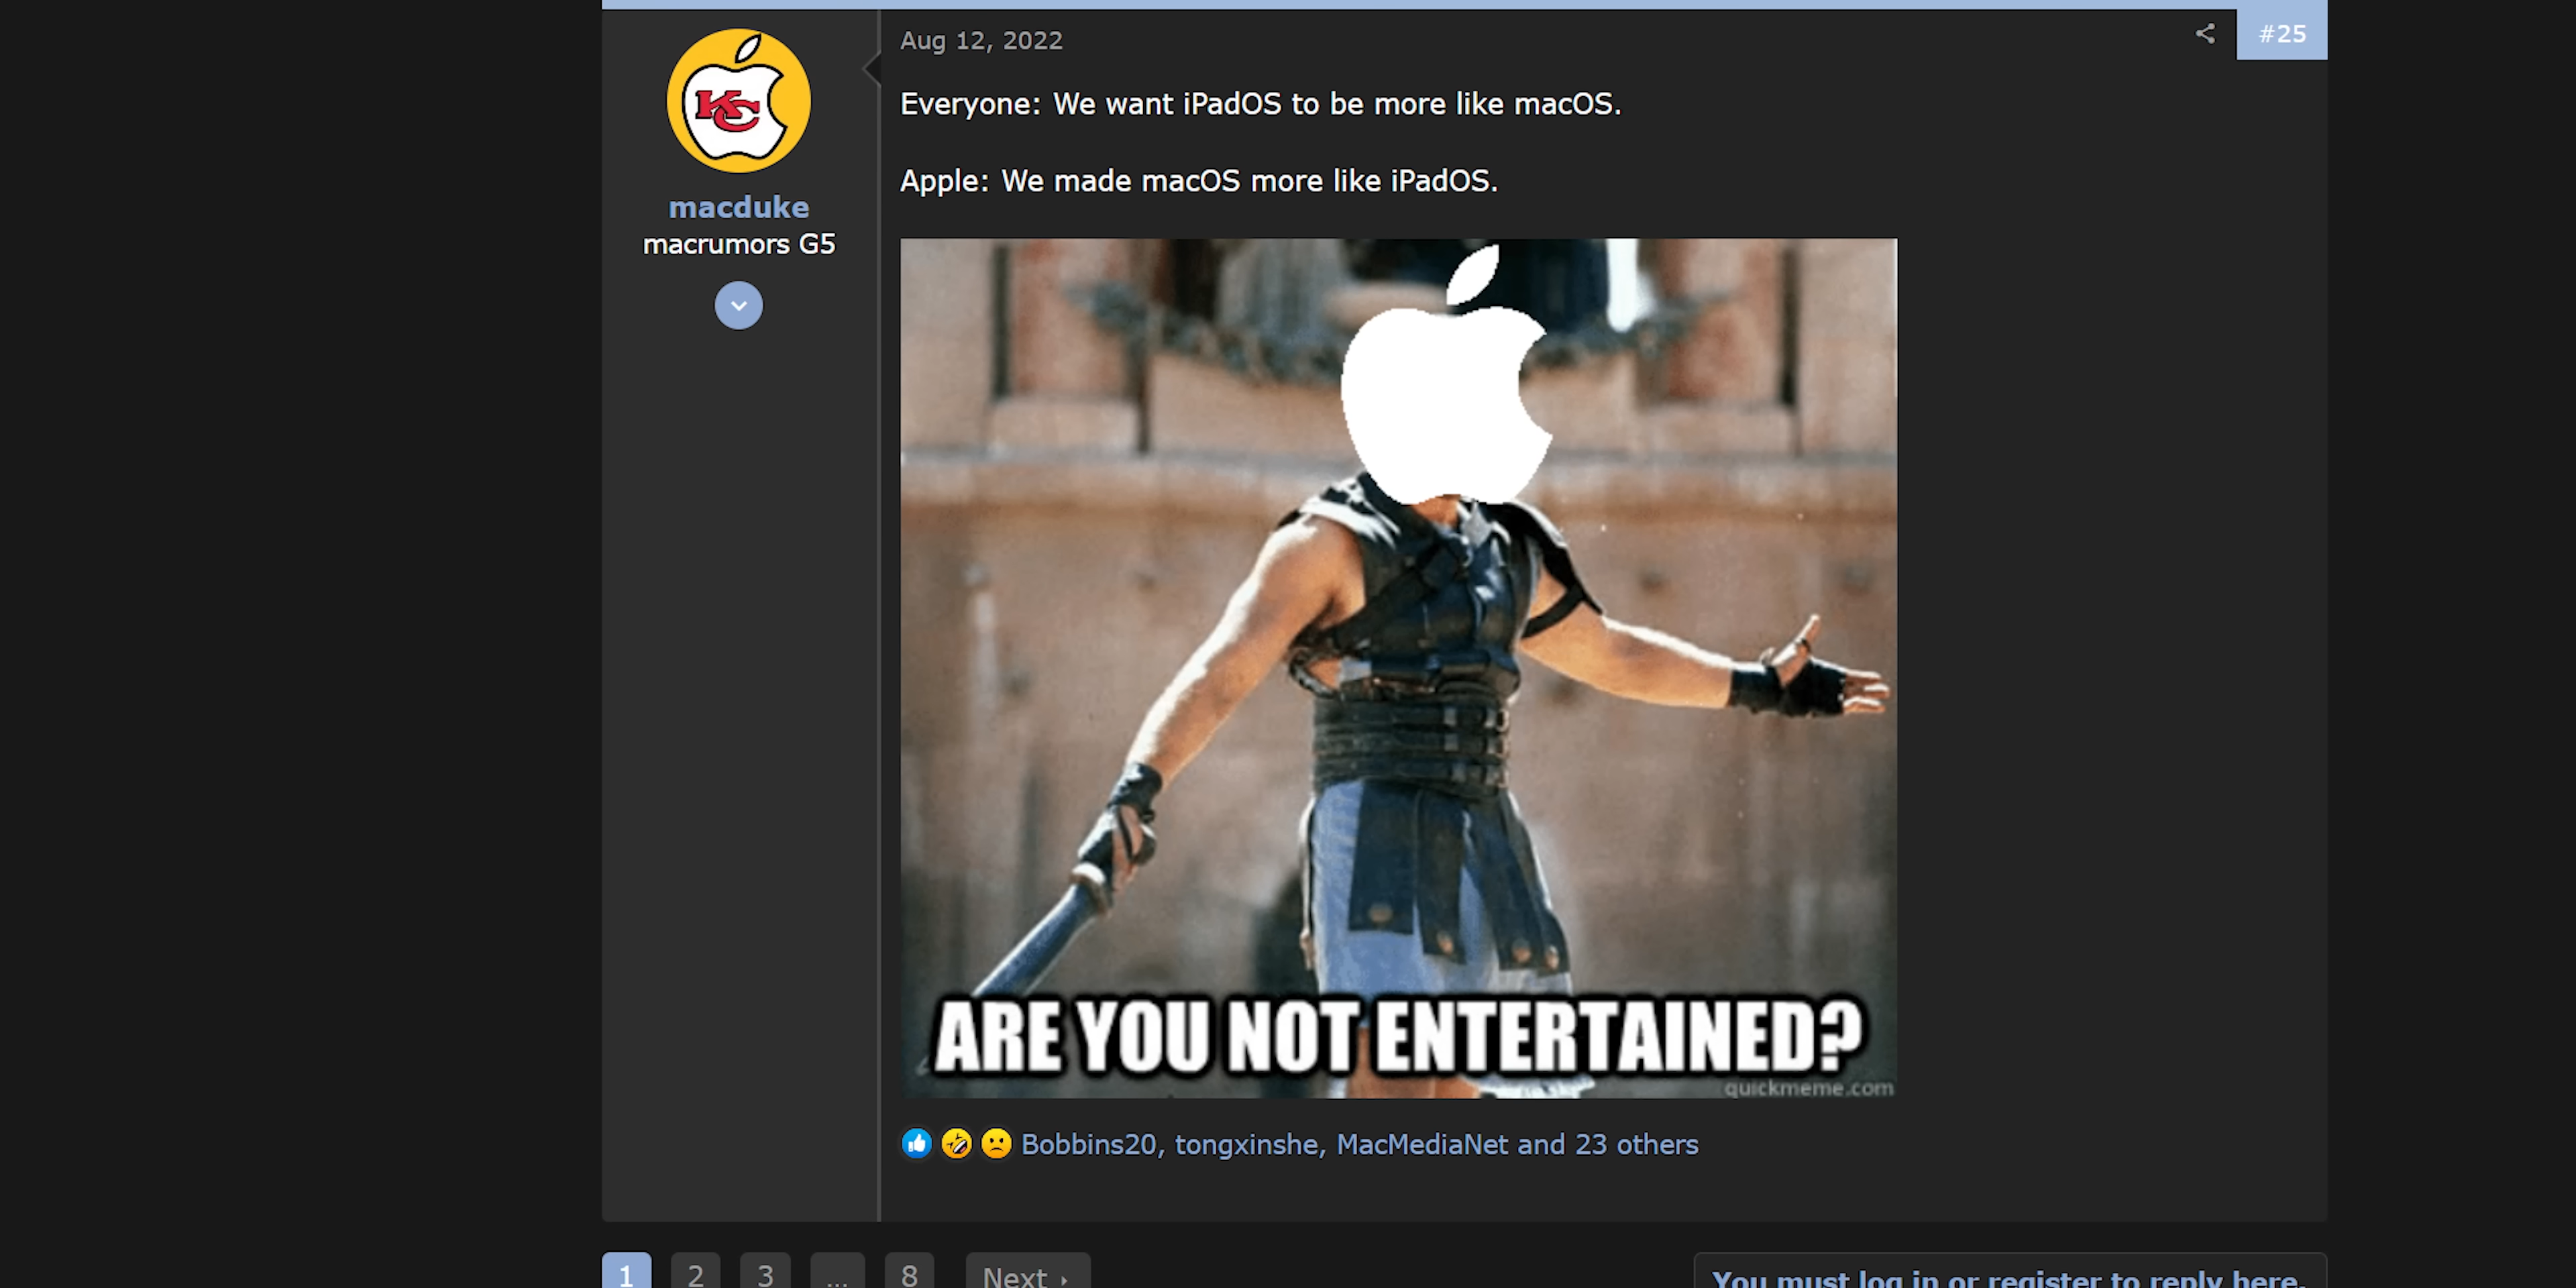 Aug 12, 2022
#25
KC
macduke
macrumors G5
Everyone: We want iPadOS to be more like macOS.
Apple: We made macOS more like iPadOS.
ARE YOU NOT ENTERTAINED?
quickmeme.com
Bobbins20, tongxinshe, MacMediaNet and 23 others
1 2 3 ... 8 Next
You must log in or register to reply here.